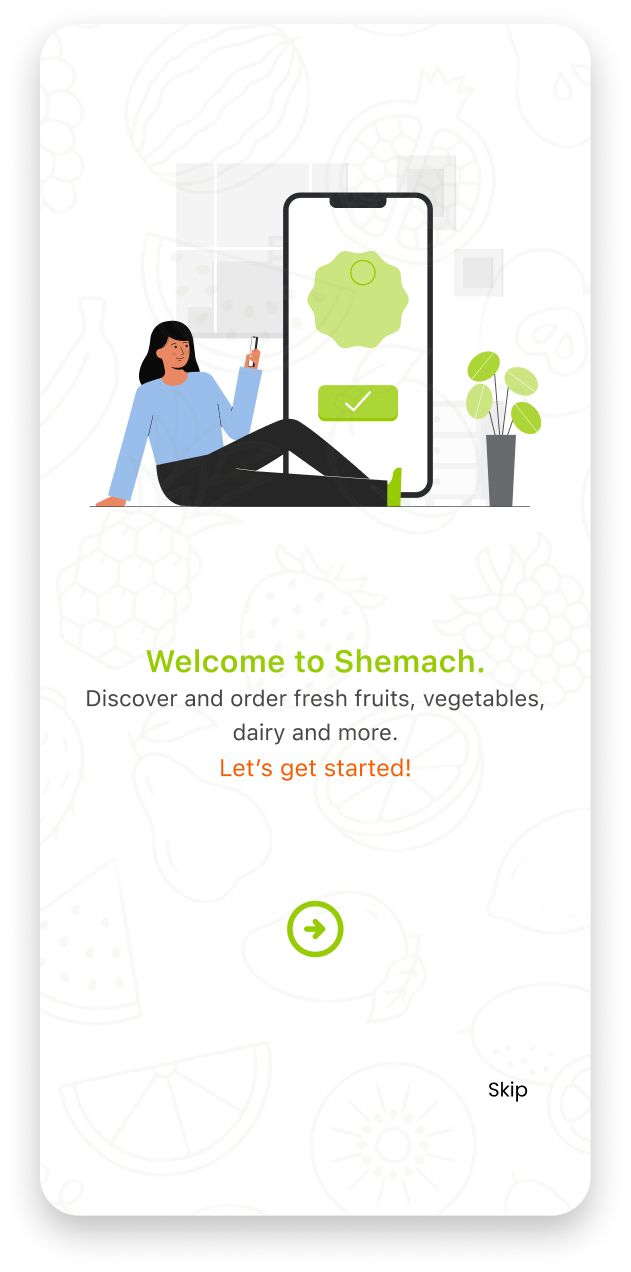 Welcome to Shemach.
Discover and order fresh fruits, vegetables,
dairy and more.
Let’s get started!
Skip